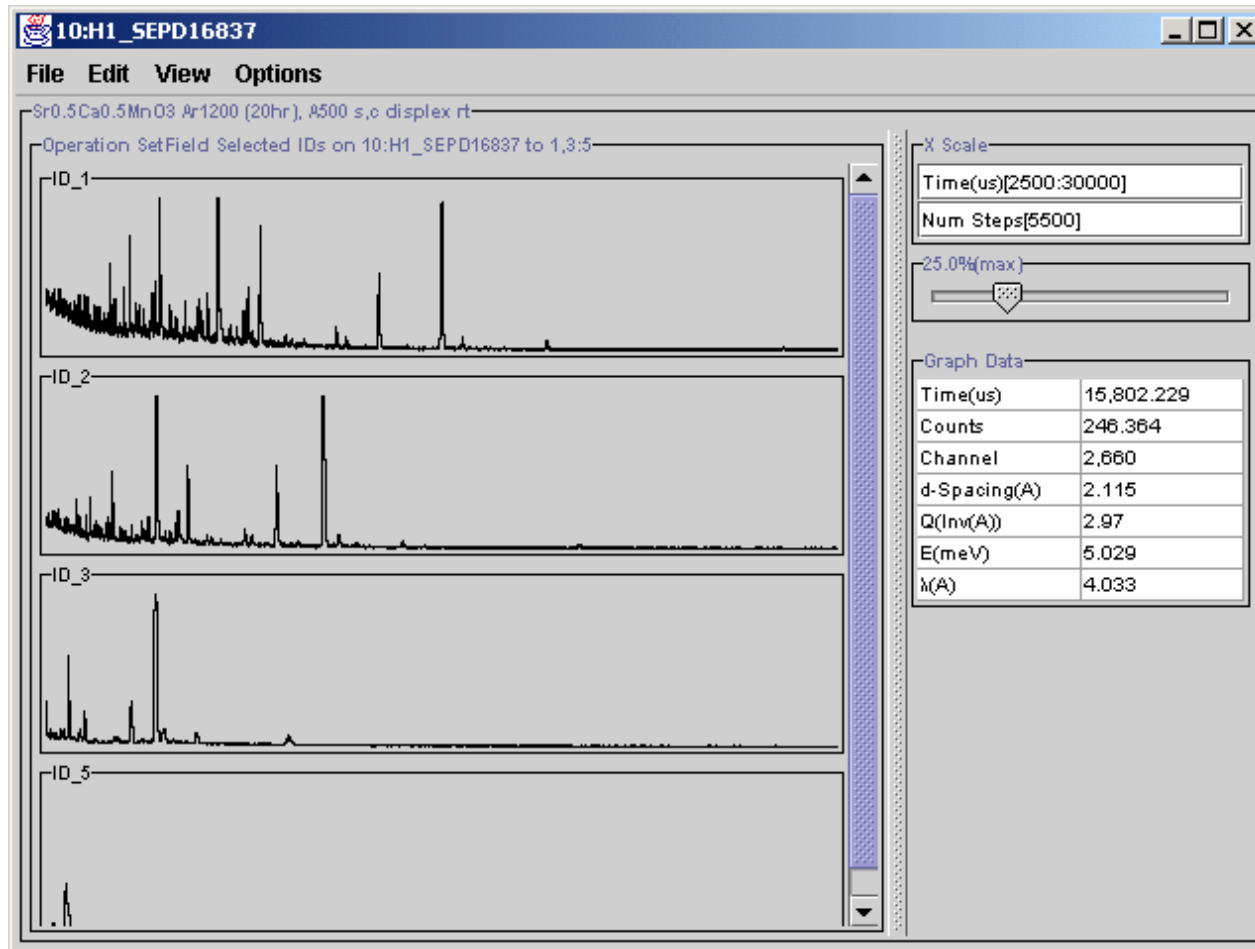 10:H1_SEPD16837
File Edit View Options
Sr0.5Ca0.5MnO3 Ar1200 (20hr), A500 s,c displex rt
Operation SetField Selected IDs on 10:H1_SEPD16837 to 1,3:5
ID_1
ID_2
ID_3
ID_5
X Scale
Time(us)[2500:30000]
Num Steps[5500]
25.0%(max)
Graph Data
Time(us) 15,802.229
Counts 246.364
Channel 2,660
d-Spacing(A) 2.115
Q(Inv(A)) 2.97
E(meV) 5.029
λ(A) 4.033